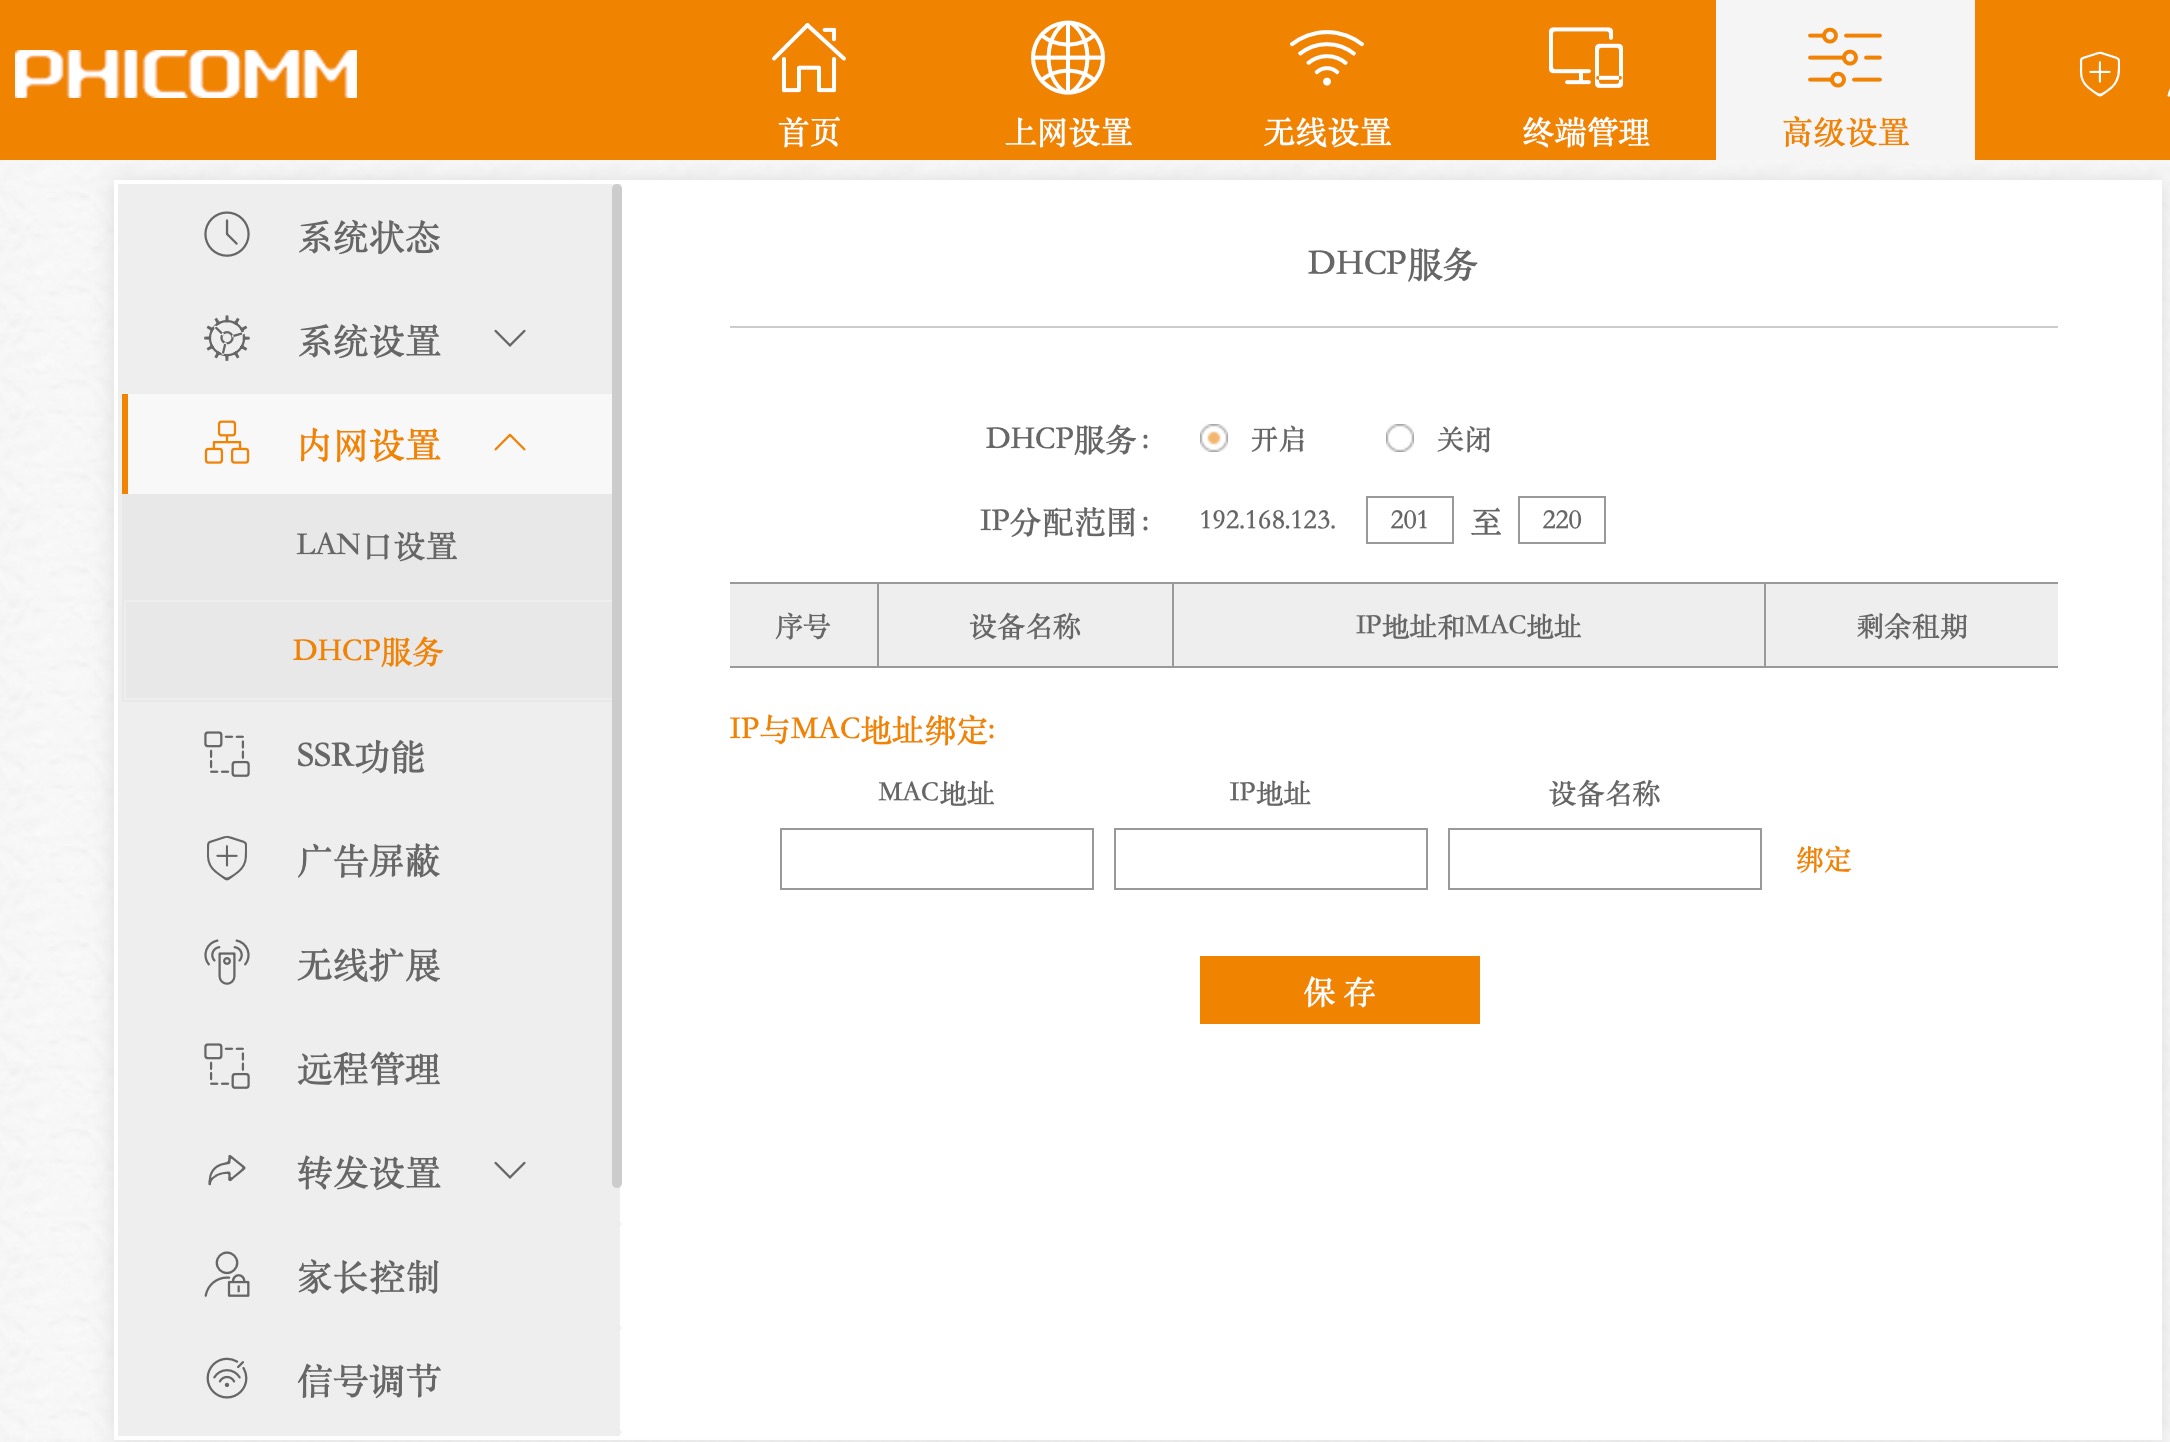 PHICOMM
首页
上网设置
无线设置
终端管理
高级设置
系统状态
系统设置
内网设置
LAN口设置
DHCP服务
SSR功能
广告屏蔽
无线扩展
远程管理
转发设置
家长控制
信号调节
DHCP服务
DHCP服务: 开启 关闭
IP分配范围: 192.168.123. 201 至 220
序号 设备名称 IP地址和MAC地址 剩余租期
IP与MAC地址绑定:
MAC地址 IP地址 设备名称
绑定
保 存